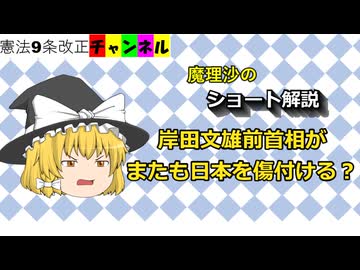 憲法9条改正チャンネル
魔理沙の
ショート解説
岸田文雄前首相が
またも日本を傷付ける？